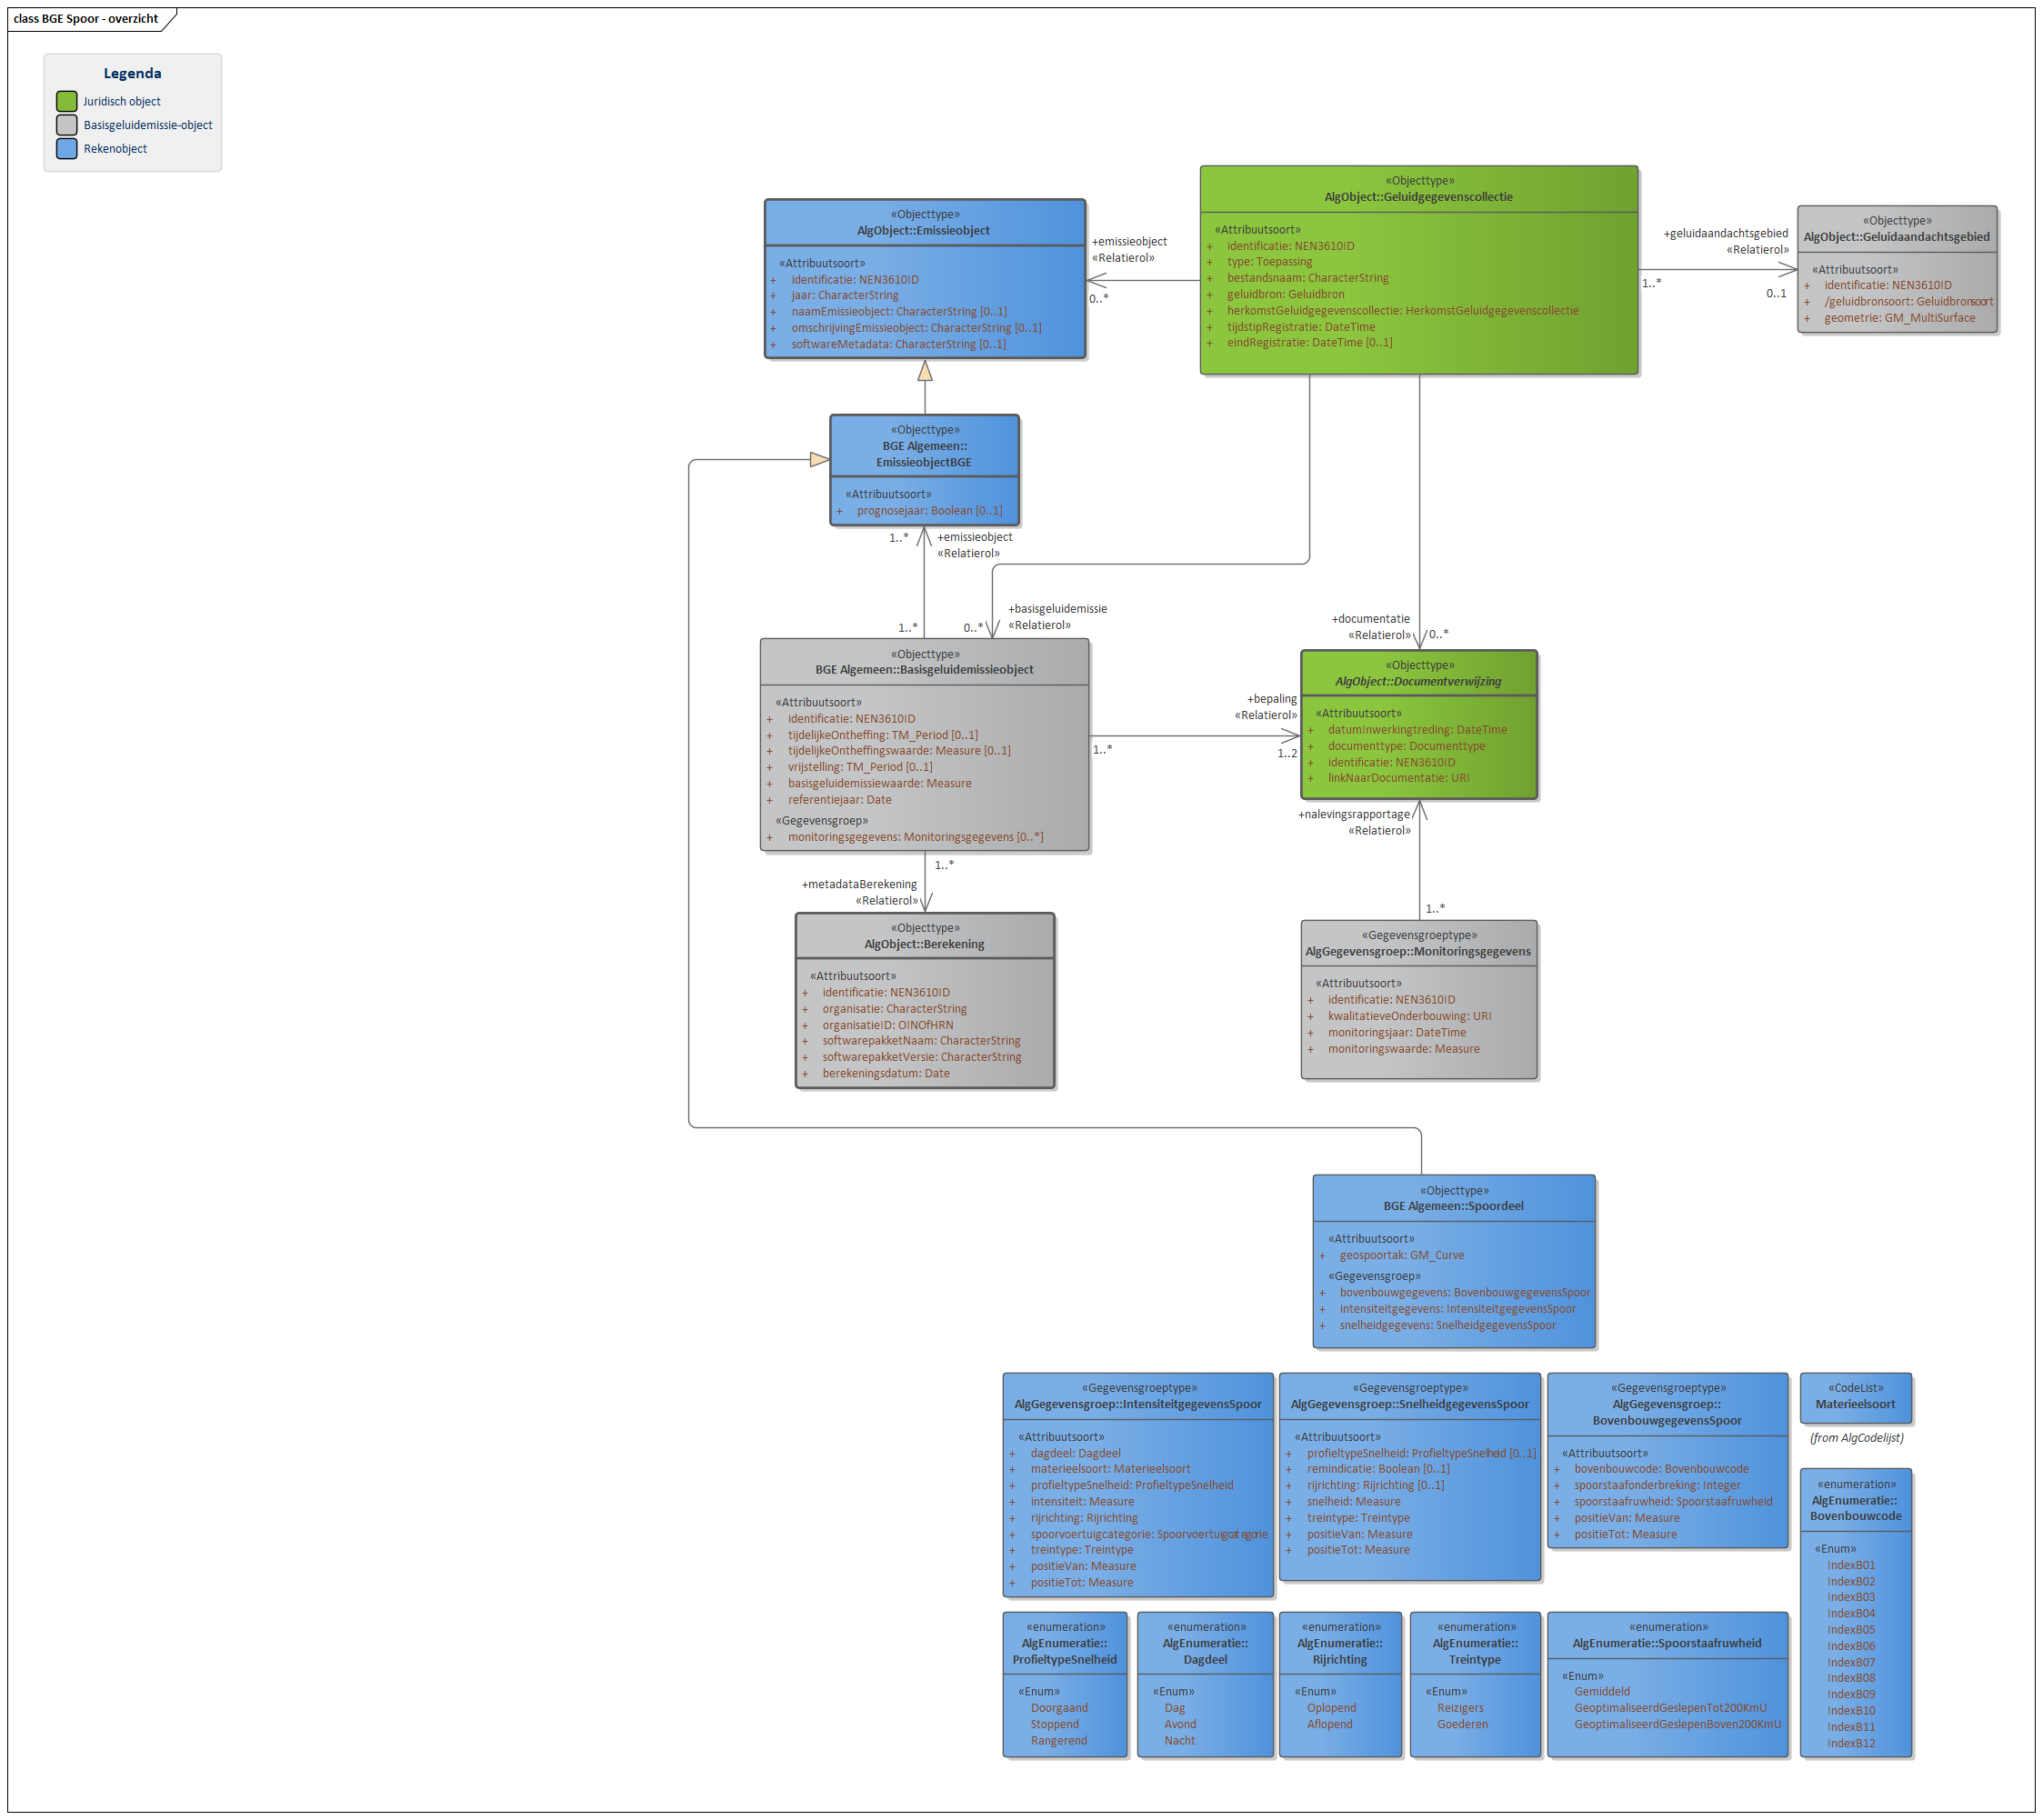 class BGE Spoor - overzicht
Legenda
Juridisch object
Basisgeluidemissie-object
Rekenobject
«Objecttype»
AlgObject::Emissieobject
«Attribuutsoort»
+ identificatie: NEN3610ID
+ jaar: CharacterString
+ naamEmissieobject: CharacterString [0..1]
+ omschrijvingEmissieobject: CharacterString [0..1]
+ softwareMetadata: CharacterString [0..1]
+emissieobject
«Relatierol»
0..*
«Objecttype»
AlgObject::Geluidgegevenscollectie
«Attribuutsoort»
+ identificatie: NEN3610ID
+ type: Toepassing
+ bestandsnaam: CharacterString
+ geluidbron: Geluidbron
+ herkomstGeluidgegevenscollectie: HerkomstGeluidgegevenscollectie
+ tijdstipRegistratie: DateTime
+ eindRegistratie: DateTime [0..1]
+geluidaandachtsgebied
«Relatierol»
1..*
0..1
«Objecttype»
AlgObject::Geluidaandachtsgebied
«Attribuutsoort»
+ identificatie: NEN3610ID
+ /geluidbronsoort: Geluidbronsoort
+ geometrie: GM_MultiSurface
«Objecttype»
BGE Algemeen::
EmissieobjectBGE
«Attribuutsoort»
+ prognosejaar: Boolean [0..1]
1..*
+emissieobject
«Relatierol»
1..*
0..*
+basisgeluidemissie
«Relatierol»
+documentatie
«Relatierol»
0..*
«Objecttype»
BGE Algemeen::Basisgeluidemissieobject
«Attribuutsoort»
+ identificatie: NEN3610ID
+ tijdelijkeOntheffing: TM_Period [0..1]
+ tijdelijkeOntheffingswaarde: Measure [0..1]
+ vrijstelling: TM_Period [0..1]
+ basisgeluidemissiewaarde: Measure
+ referentiejaar: Date
«Gegevensgroep»
+ monitoringsgegevens: Monitoringsgegevens [0..*]
+bepaling
«Relatierol»
1..*
1..2
«Objecttype»
AlgObject::Documentverwijzing
«Attribuutsoort»
+ datumInwerkingtreding: DateTime
+ documenttype: Documenttype
+ identificatie: NEN3610ID
+ linkNaarDocumentatie: URI
+nalevingsrapportage
«Relatierol»
1..*
1..*
+metadataBerekening
«Relatierol»
«Objecttype»
AlgObject::Berekening
«Attribuutsoort»
+ identificatie: NEN3610ID
+ organisatie: CharacterString
+ organisatieID: OINOfHRN
+ softwarepakketNaam: CharacterString
+ softwarepakketVersie: CharacterString
+ berekeningsdatum: Date
«Gegevensgroeptype»
AlgGegevensgroep::Monitoringsgegevens
«Attribuutsoort»
+ identificatie: NEN3610ID
+ kwalitatieveOnderbouwing: URI
+ monitoringsjaar: DateTime
+ monitoringswaarde: Measure
«Objecttype»
BGE Algemeen::Spoordeel
«Attribuutsoort»
+ geospoortak: GM_Curve
«Gegevensgroep»
+ bovenbouwgegevens: BovenbouwgegevensSpoor
+ intensiteitgegevens: IntensiteitgegevensSpoor
+ snelheidgegevens: SnelheidgegevensSpoor
«Gegevensgroeptype»
AlgGegevensgroep::IntensiteitgegevensSpoor
«Attribuutsoort»
+ dagdeel: Dagdeel
+ materieelsoort: Materieelsoort
+ profieltypeSnelheid: ProfieltypeSnelheid
+ intensiteit: Measure
+ rijrichting: Rijrichting
+ spoorvoertuigcategorie: Spoorvoertuigcategorie
+ treintype: Treintype
+ positieVan: Measure
+ positieTot: Measure
«Gegevensgroeptype»
AlgGegevensgroep::SnelheidgegevensSpoor
«Attribuutsoort»
+ profieltypeSnelheid: ProfieltypeSnelheid [0..1]
+ remindicatie: Boolean [0..1]
+ rijrichting: Rijrichting [0..1]
+ snelheid: Measure
+ treintype: Treintype
+ positieVan: Measure
+ positieTot: Measure
«Gegevensgroeptype»
AlgGegevensgroep::
BovenbouwgegevensSpoor
«Attribuutsoort»
+ bovenbouwcode: Bovenbouwcode
+ spoorstaafonderbreking: Integer
+ spoorstaafruwheid: Spoorstaafruwheid
+ positieVan: Measure
+ positieTot: Measure
«CodeList»
Materieelsoort
(from AlgCodelijst)
«enumeration»
AlgEnumeratie::
Bovenbouwcode
«Enum»
IndexB01
IndexB02
IndexB03
IndexB04
IndexB05
IndexB06
IndexB07
IndexB08
IndexB09
IndexB10
IndexB11
IndexB12
«enumeration»
AlgEnumeratie::
ProfieltypeSnelheid
«Enum»
Doorgaand
Stoppend
Rangerend
«enumeration»
AlgEnumeratie::
Dagdeel
«Enum»
Dag
Avond
Nacht
«enumeration»
AlgEnumeratie::
Rijrichting
«Enum»
Oplopend
Aflopend
«enumeration»
AlgEnumeratie::
Treintype
«Enum»
Reizigers
Goederen
«enumeration»
AlgEnumeratie::Spoorstaafruwheid
«Enum»
Gemiddeld
GeoptimaliseerdGeslepenTot200KmU
GeoptimaliseerdGeslepenBoven200KmU